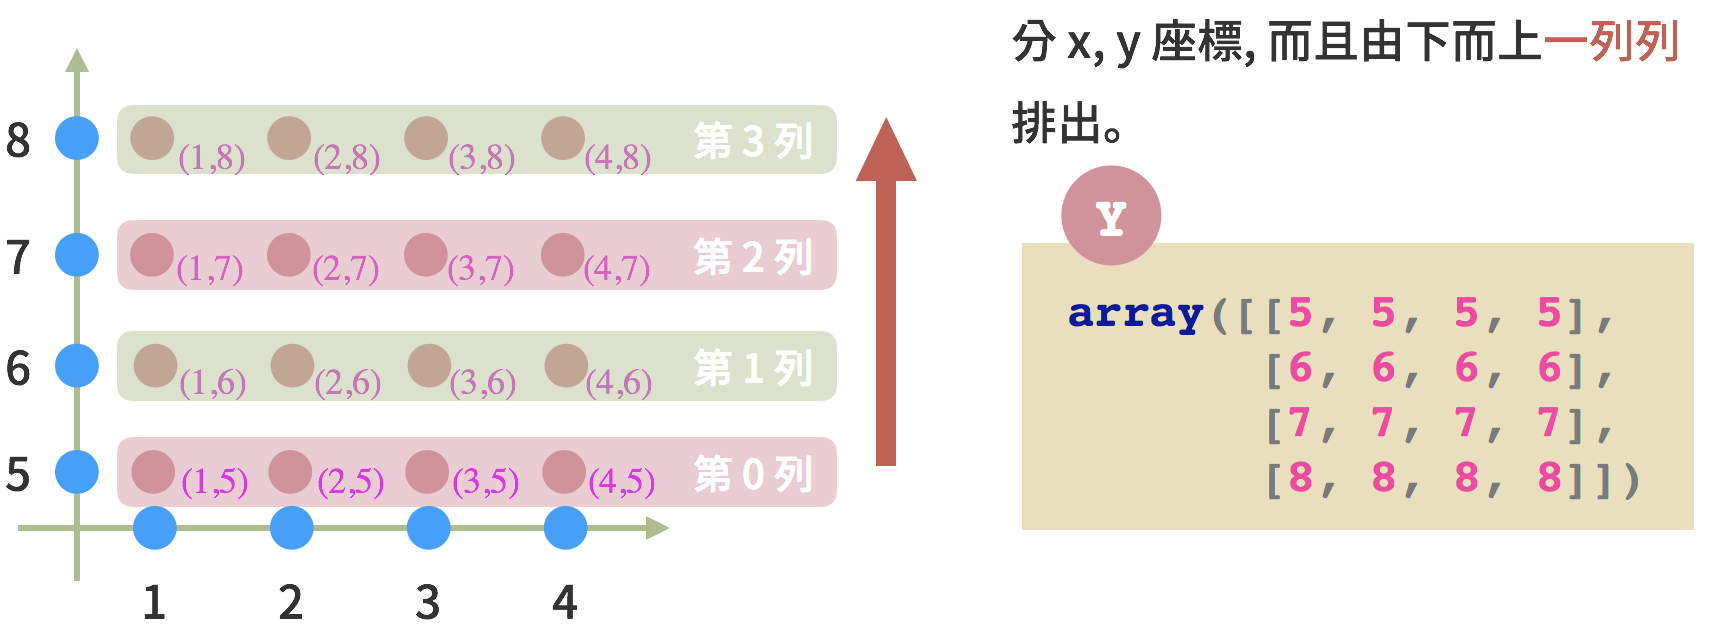 分 x, y 座標, 而且由下而上一列列
排出。
8
(1,8) (2,8) (3,8) (4,8) 第 3 列
7
(1,7) (2,7) (3,7) (4,7) 第 2 列
6
(1,6) (2,6) (3,6) (4,6) 第 1 列
5
(1,5) (2,5) (3,5) (4,5) 第 0 列
1 2 3 4
Y
array([[5, 5, 5, 5],
[6, 6, 6, 6],
[7, 7, 7, 7],
[8, 8, 8, 8]])